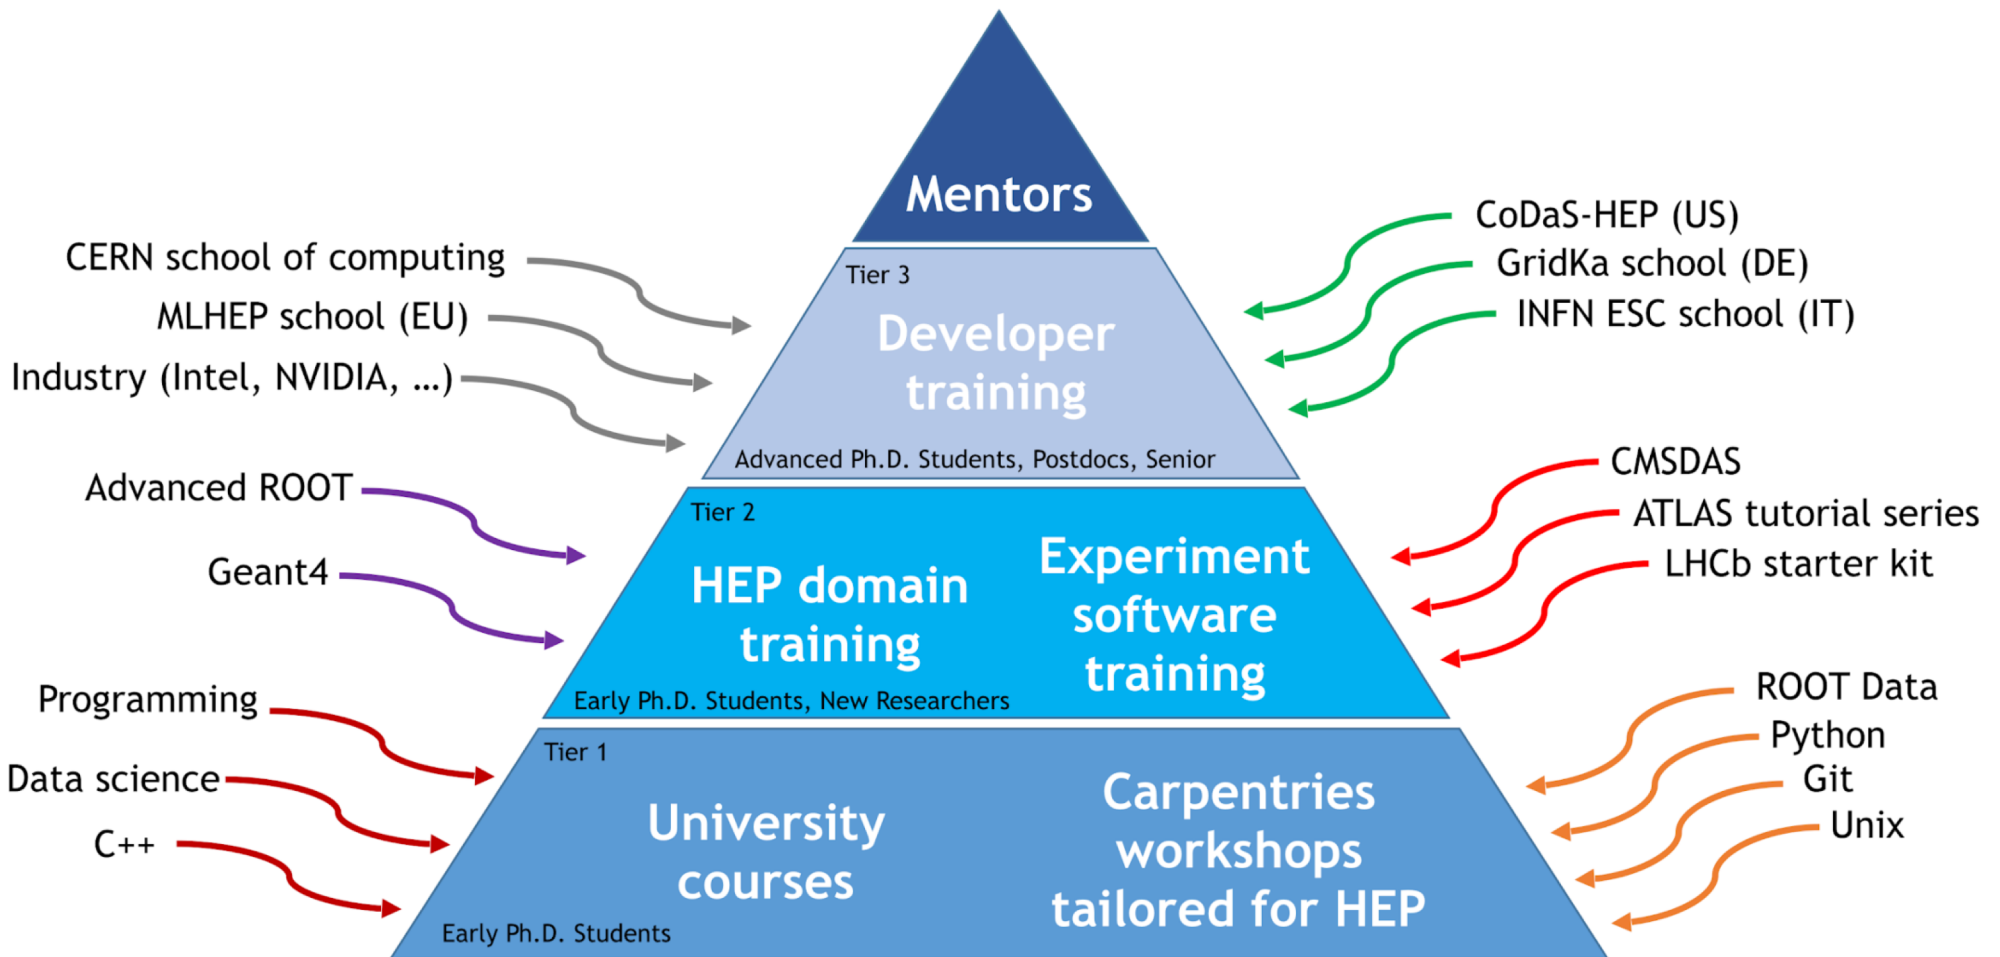 Mentors
CERN school of computing
MLHEP school (EU)
Industry (Intel, NVIDIA, ...)
CoDaS-HEP (US)
GridKa school (DE)
INFN ESC school (IT)
Tier 3
Developer
training
Advanced Ph.D. Students, Postdocs, Senior
Advanced ROOT
Geant4
CMSDAS
ATLAS tutorial series
LHCb starter kit
Tier 2
HEP domain
training
Experiment
software
training
Early Ph.D. Students, New Researchers
Programming
Data science
C++
ROOT Data
Python
Git
Unix
Tier 1
University
courses
Carpentries
workshops
tailored for HEP
Early Ph.D. Students